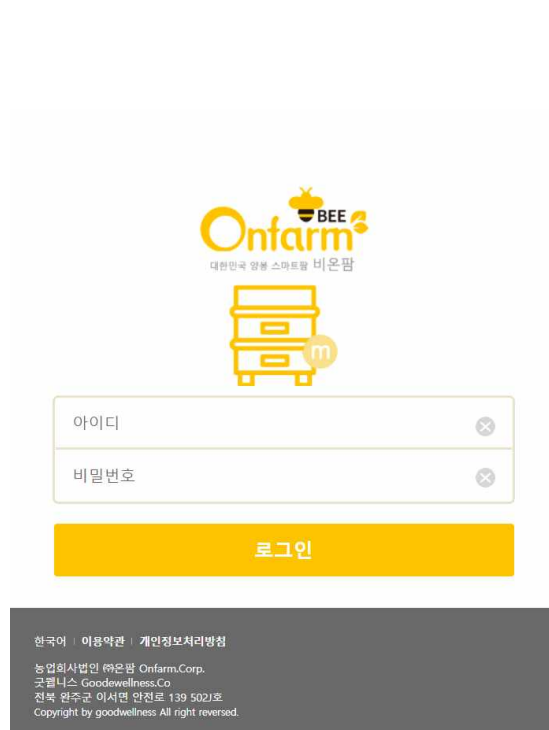 BEE
Onfarm
대한민국 양봉 스마트팜 비온팜
m
아이디
비밀번호
로그인
한국어 | 이용약관 | 개인정보처리방침
농업회사법인 ㈜온팜 Onfarm.Corp.
굿웰니스 Goodewellness.Co
전북 완주군 이서면 안전로 139 502J호
Copyright by goodwellness All right reversed.